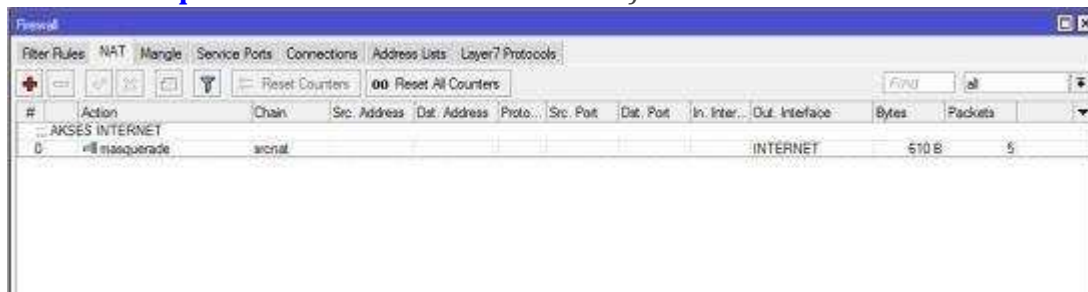 Firewall
Filter Rules NAT Mangle Service Ports Connections Address Lists Layer7 Protocols
Reset Counters 00 Reset All Counters Find all
# Action Chain Src. Address Dst. Address Proto... Src. Port Dst. Port In. Inter... Out. Interface Bytes Packets
::: AKSES INTERNET
0 masquerade srcnat INTERNET 610 B 5